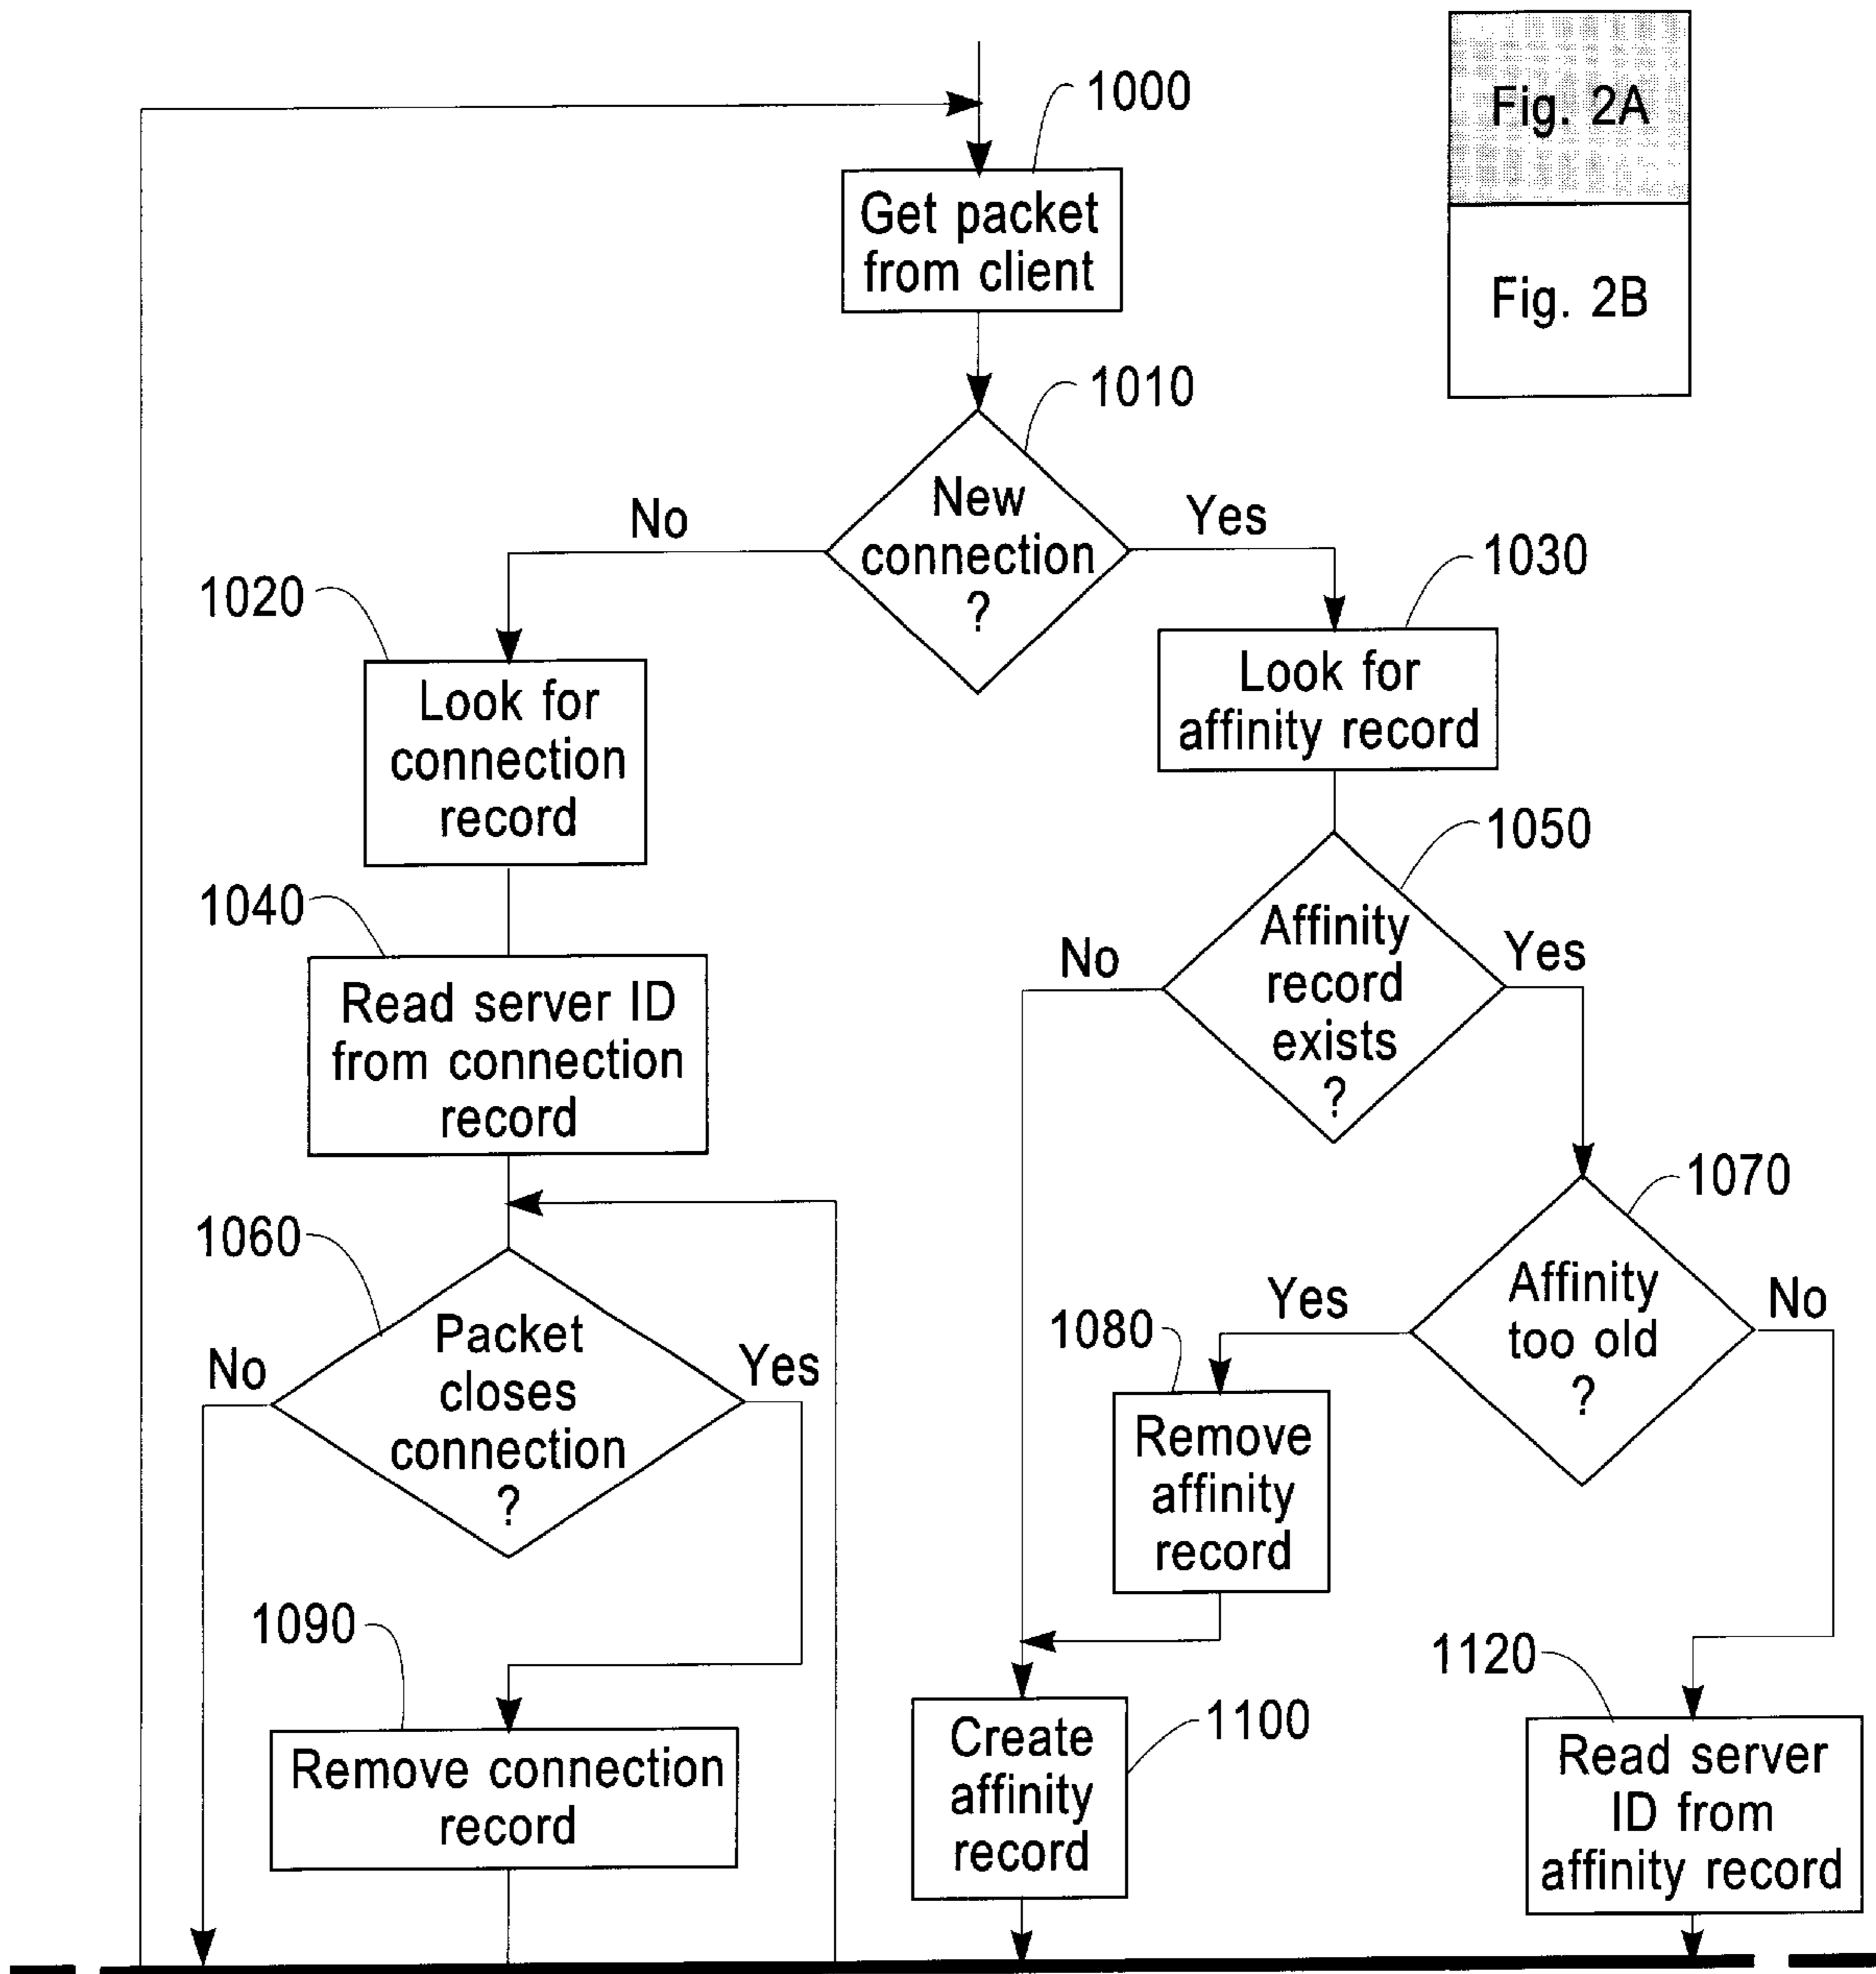 Fig. 2A
Fig. 2B
1000
Get packet
from client
1010
New
connection
?
No
Yes
1020
Look for
connection
record
1030
Look for
affinity record
1040
Read server ID
from connection
record
1050
Affinity
record
exists
?
No
Yes
1060
Packet
closes
connection
?
No
Yes
1070
Affinity
too old
?
Yes
No
1080
Remove
affinity
record
1090
Remove connection
record
1100
Create
affinity
record
1120
Read server
ID from
affinity record